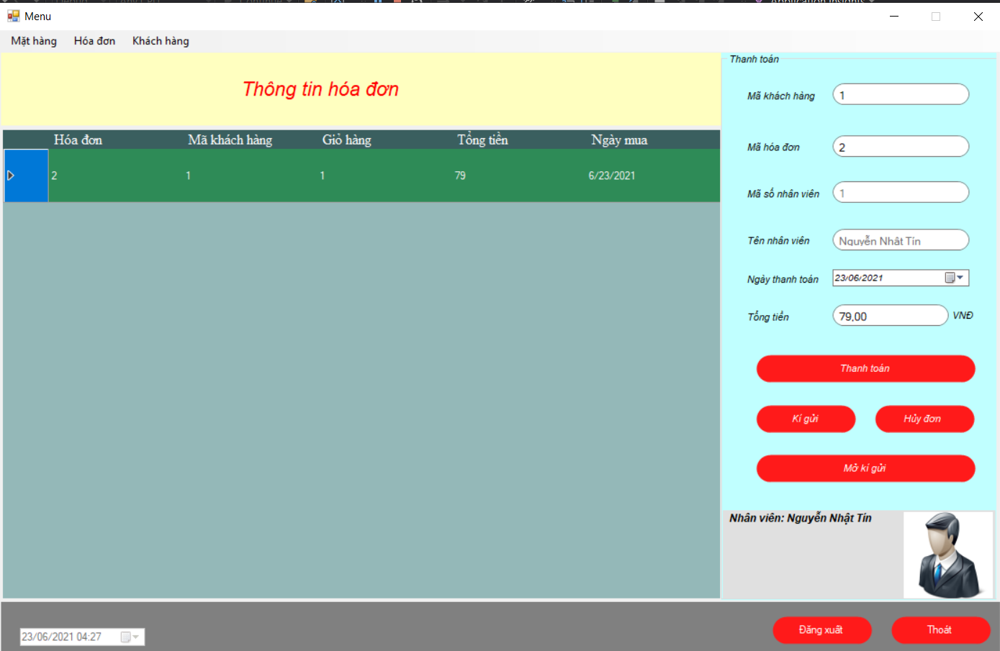 Menu
Mặt hàng Hóa đơn Khách hàng
Thông tin hóa đơn
Hóa đơn Mã khách hàng Giỏ hàng Tổng tiền Ngày mua
2 1 1 79 6/23/2021
Thanh toán
Mã khách hàng 1
Mã hóa đơn 2
Mã số nhân viên 1
Tên nhân viên Nguyễn Nhật Tín
Ngày thanh toán 23/06/2021
Tổng tiền 79,00 VNĐ
Thanh toán
Kí gửi Hủy đơn
Mở kí gửi
Nhân viên: Nguyễn Nhật Tín
23/06/2021 04:27
Đăng xuất Thoát